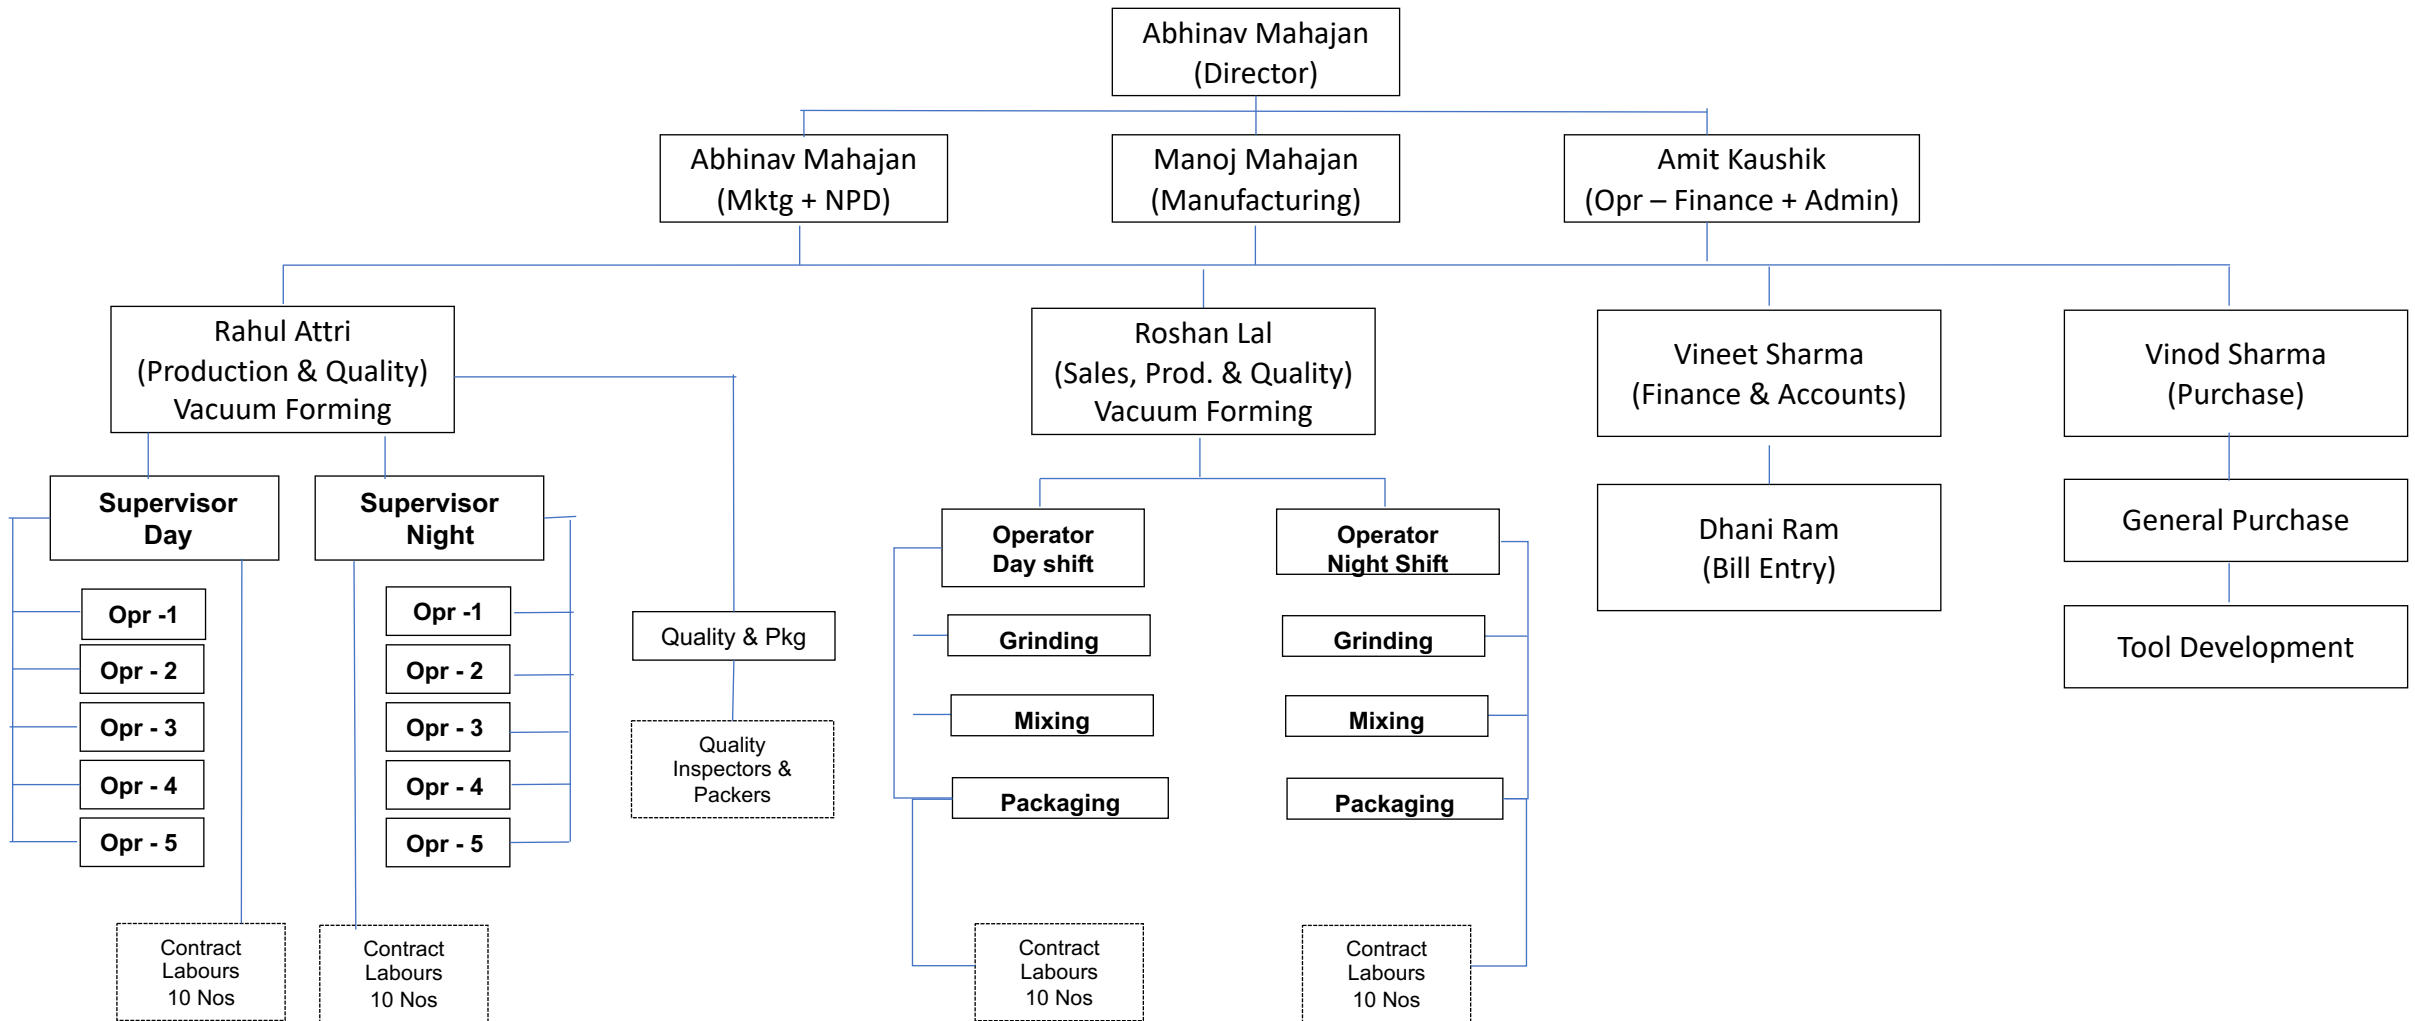 Abhinav Mahajan
(Director)
Abhinav Mahajan
(Mktg + NPD)
Manoj Mahajan
(Manufacturing)
Amit Kaushik
(Opr – Finance + Admin)
Rahul Attri
(Production & Quality)
Vacuum Forming
Roshan Lal
(Sales, Prod. & Quality)
Vacuum Forming
Vineet Sharma
(Finance & Accounts)
Vinod Sharma
(Purchase)
Supervisor
Day
Supervisor
Night
Opr -1
Opr - 2
Opr - 3
Opr - 4
Opr - 5
Opr -1
Opr - 2
Opr - 3
Opr - 4
Opr - 5
Contract
Labours
10 Nos
Contract
Labours
10 Nos
Quality & Pkg
Quality
Inspectors &
Packers
Operator
Day shift
Grinding
Mixing
Packaging
Contract
Labours
10 Nos
Operator
Night Shift
Grinding
Mixing
Packaging
Contract
Labours
10 Nos
Dhani Ram
(Bill Entry)
General Purchase
Tool Development